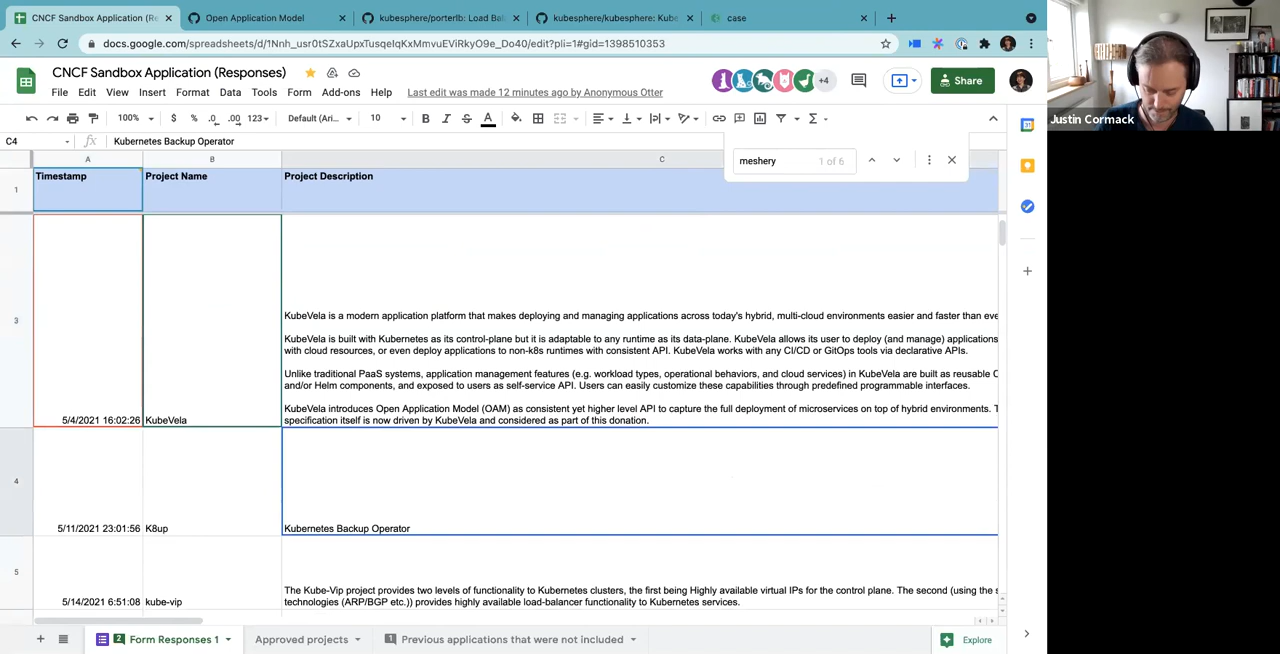 CNCF Sandbox Application (Re
Open Application Model
kubesphere/porterlb: Load Bal
kubesphere/kubesphere: Kube
case
docs.google.com/spreadsheets/d/1Nnh_usr0tSZxaUpxTusqeIqKxMmvuEViRkyO9e_Do40/edit?pli=1#gid=1398510353
CNCF Sandbox Application (Responses)
File Edit View Insert Format Data Tools Form Add-ons Help Last edit was made 12 minutes ago by Anonymous Otter
+4
Share
100% $ % .0 .00 123 Default (Ari... 10 B I S A
C4 fx Kubernetes Backup Operator
meshery 1 of 6
A B C
1 Timestamp Project Name Project Description
KubeVela is a modern application platform that makes deploying and managing applications across today's hybrid, multi-cloud environments easier and faster than eve
3
KubeVela is built with Kubernetes as its control-plane but it is adaptable to any runtime as its data-plane. KubeVela allows its user to deploy (and manage) applications
with cloud resources, or even deploy applications to non-k8s runtimes with consistent API. KubeVela works with any CI/CD or GitOps tools via declarative APIs.
Unlike traditional PaaS systems, application management features (e.g. workload types, operational behaviors, and cloud services) in KubeVela are built as reusable C
and/or Helm components, and exposed to users as self-service API. Users can easily customize these capabilities through predefined programmable interfaces.
KubeVela introduces Open Application Model (OAM) as consistent yet higher level API to capture the full deployment of microservices on top of hybrid environments. T
5/4/2021 16:02:26 KubeVela specification itself is now driven by KubeVela and considered as part of this donation.
4
5/11/2021 23:01:56 K8up Kubernetes Backup Operator
5
The Kube-Vip project provides two levels of functionality to Kubernetes clusters, the first being Highly available virtual IPs for the control plane. The second (using the s
5/14/2021 6:51:08 kube-vip technologies (ARP/BGP etc.)) provides highly available load-balancer functionality to Kubernetes services.
2 Form Responses 1 Approved projects 1 Previous applications that were not included Explore
Justin Cormack